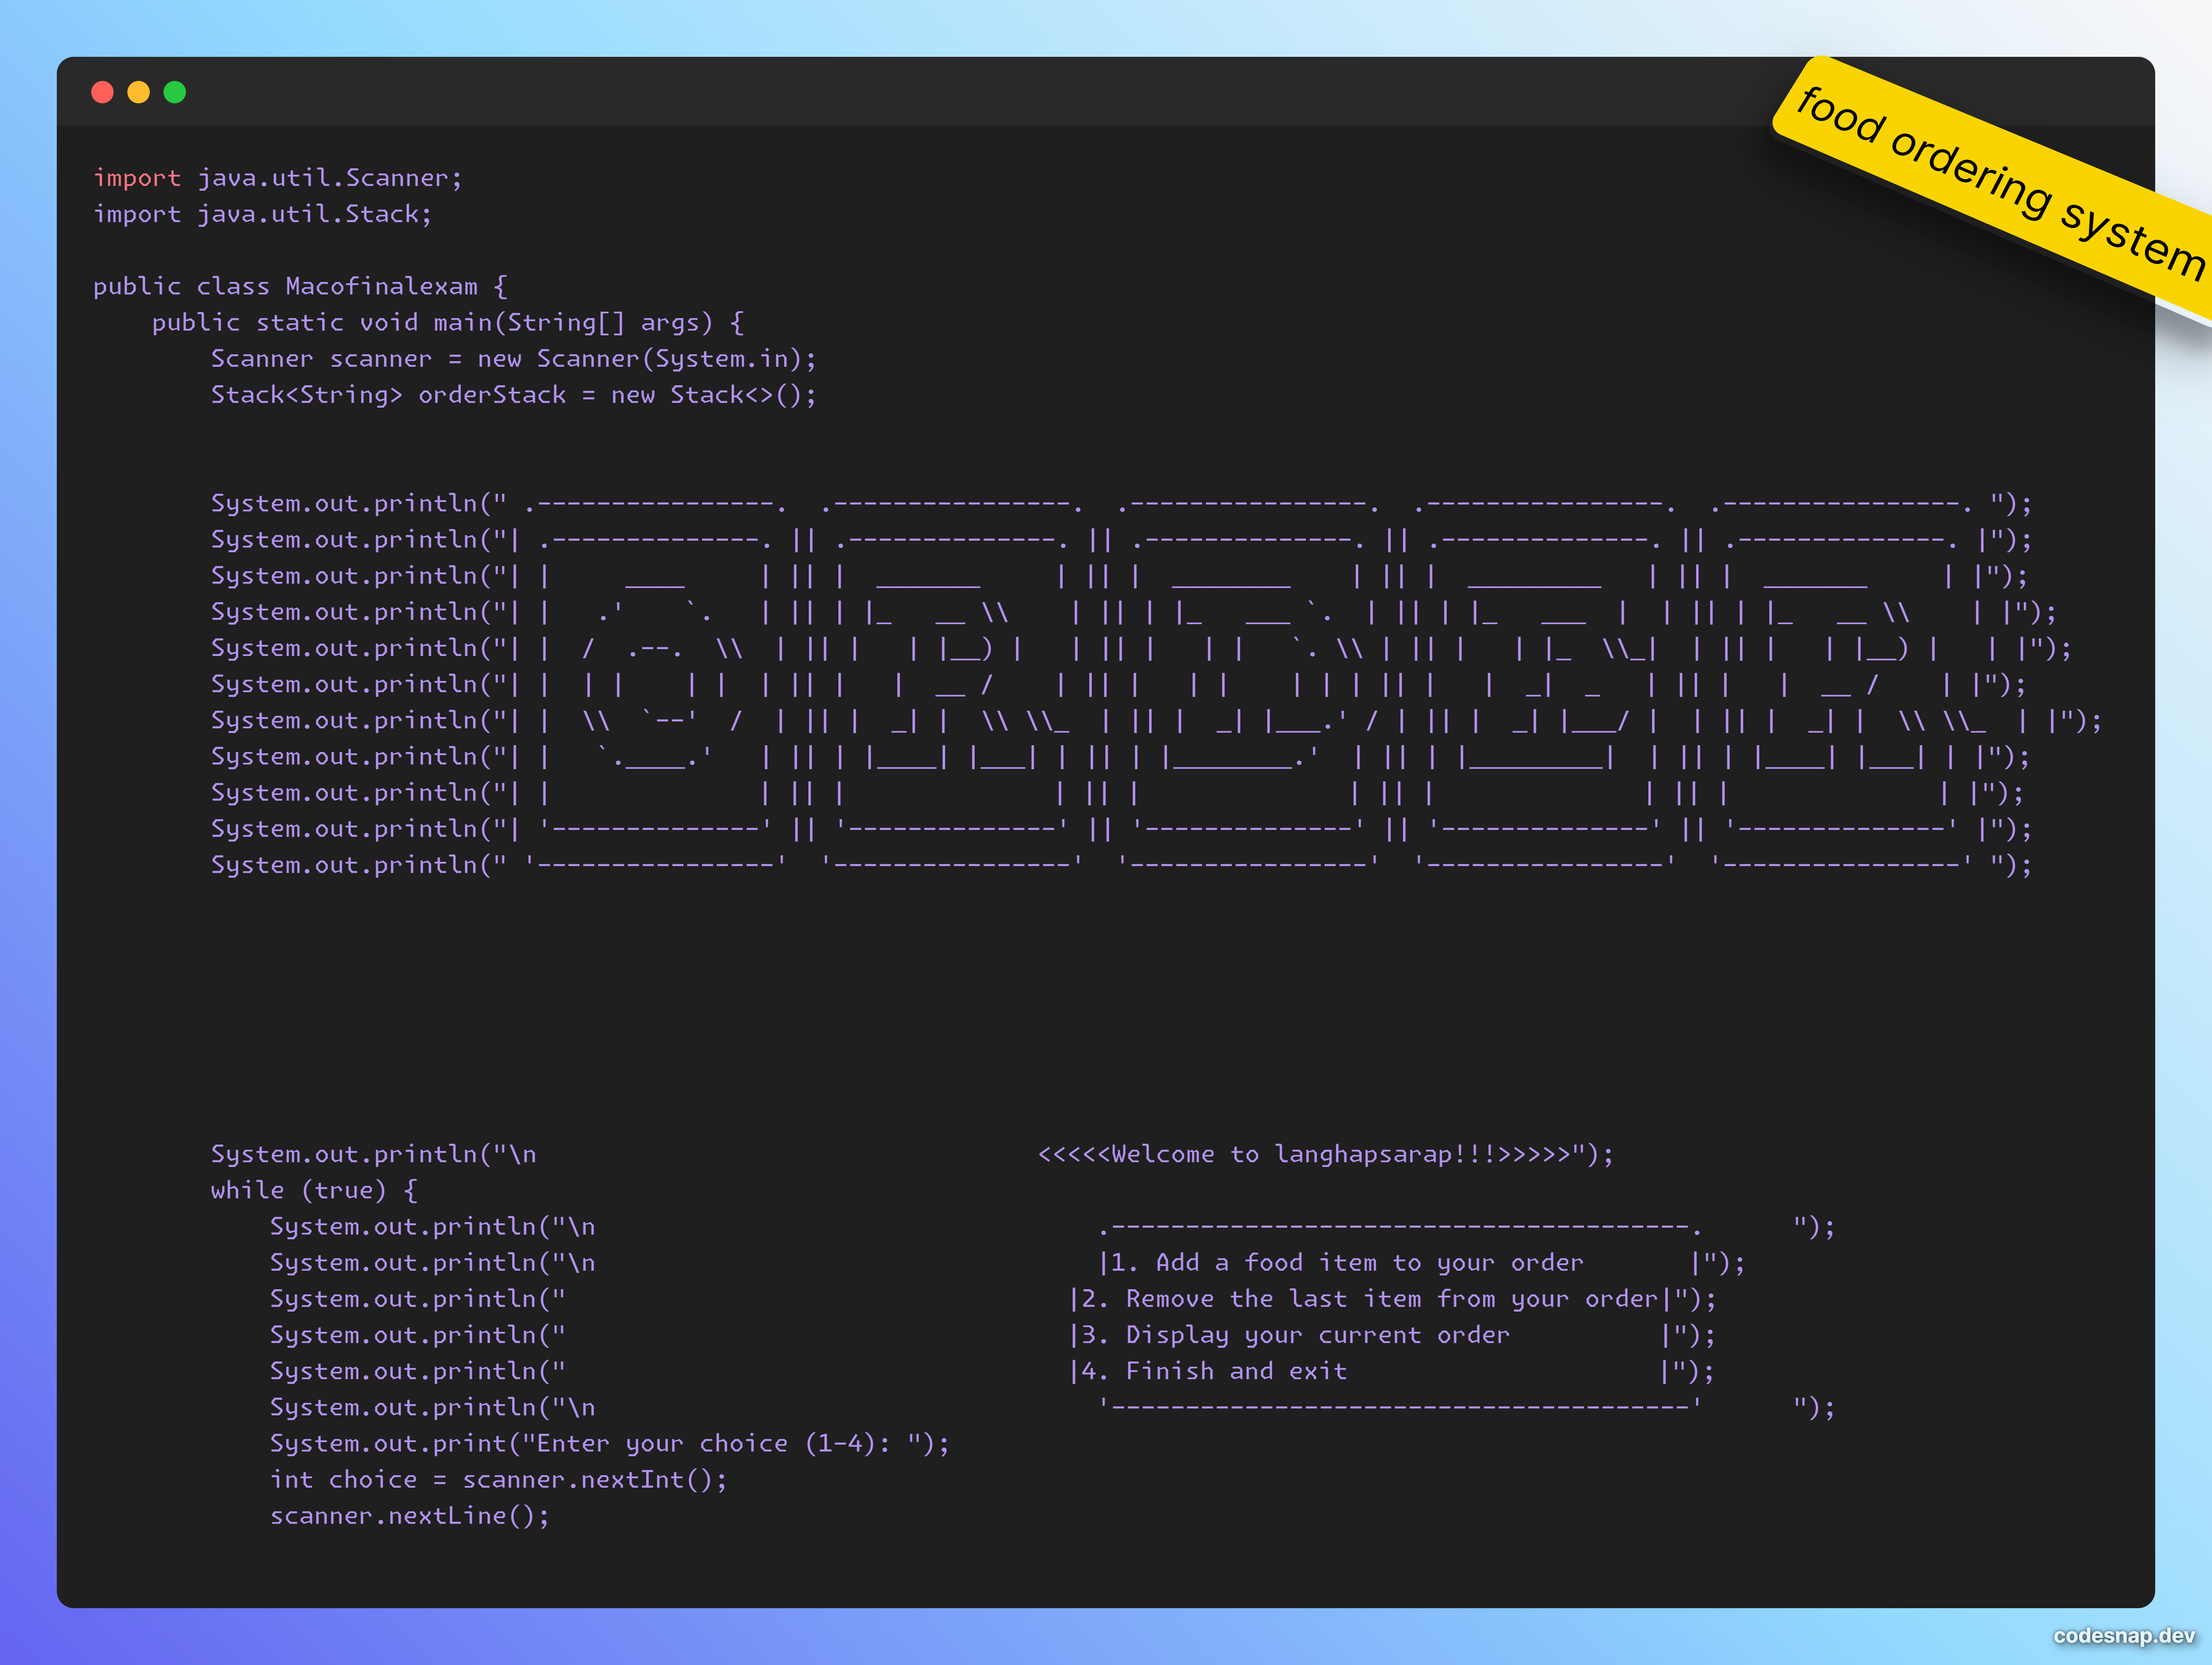 food ordering system
import java.util.Scanner;
import java.util.Stack;
public class Macofinalexam {
    public static void main(String[] args) {
        Scanner scanner = new Scanner(System.in);
        Stack<String> orderStack = new Stack<>();
        System.out.println(" .----------------.  .----------------.  .----------------.  .----------------.  .----------------. ");
        System.out.println("| .--------------. || .--------------. || .--------------. || .--------------. || .--------------. |");
        System.out.println("| |     ____     | || |  _______     | || |  ________    | || |  _________   | || |  _______     | |");
        System.out.println("| |   .'    `.   | || | |_   __ \\    | || | |_   ___ `.  | || | |_   ___  |  | || | |_   __ \\    | |");
        System.out.println("| |  /  .--.  \\  | || |   | |__) |   | || |   | |   `. \\ | || |   | |_  \\_|  | || |   | |__) |   | |");
        System.out.println("| |  | |    | |  | || |   |  __ /    | || |   | |    | | | || |   |  _|  _   | || |   |  __ /    | |");
        System.out.println("| |  \\  `--'  /  | || |  _| |  \\ \\_  | || |  _| |___.' / | || |  _| |___/ |  | || |  _| |  \\ \\_  | |");
        System.out.println("| |   `.____.'   | || | |____| |___| | || | |________.'  | || | |_________|  | || | |____| |___| | |");
        System.out.println("| |              | || |              | || |              | || |              | || |              | |");
        System.out.println("| '--------------' || '--------------' || '--------------' || '--------------' || '--------------' |");
        System.out.println(" '----------------'  '----------------'  '----------------'  '----------------'  '----------------' ");
        System.out.println("\n                                  <<<<<Welcome to langhapsarap!!!>>>>>");
        while (true) {
            System.out.println("\n                                  .---------------------------------------.      ");
            System.out.println("\n                                  |1. Add a food item to your order       |");
            System.out.println("                                  |2. Remove the last item from your order|");
            System.out.println("                                  |3. Display your current order          |");
            System.out.println("                                  |4. Finish and exit                     |");
            System.out.println("\n                                  '---------------------------------------'      ");
            System.out.print("Enter your choice (1-4): ");
            int choice = scanner.nextInt();
            scanner.nextLine();
codesnap.dev